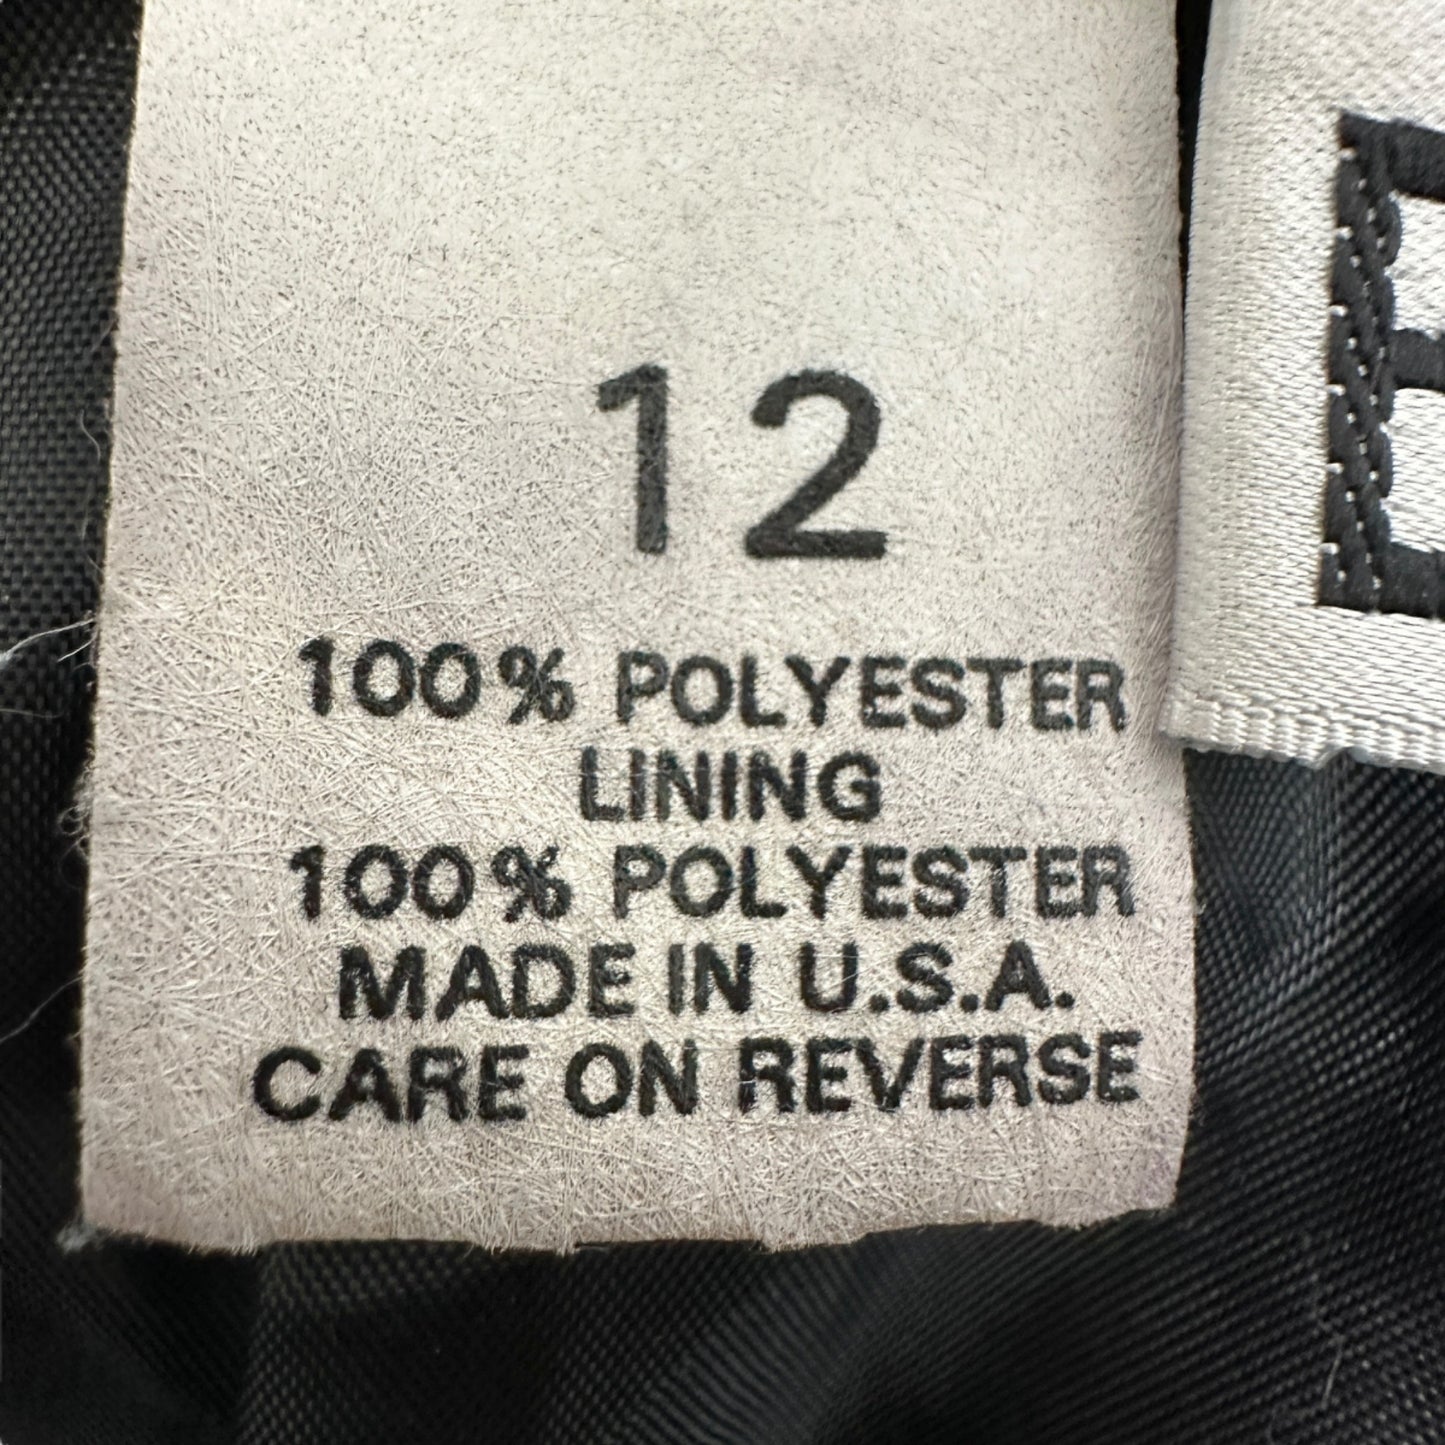 12
100% POLYESTER
LINING
100% POLYESTER
MADE IN U.S.A.
CARE ON REVERSE